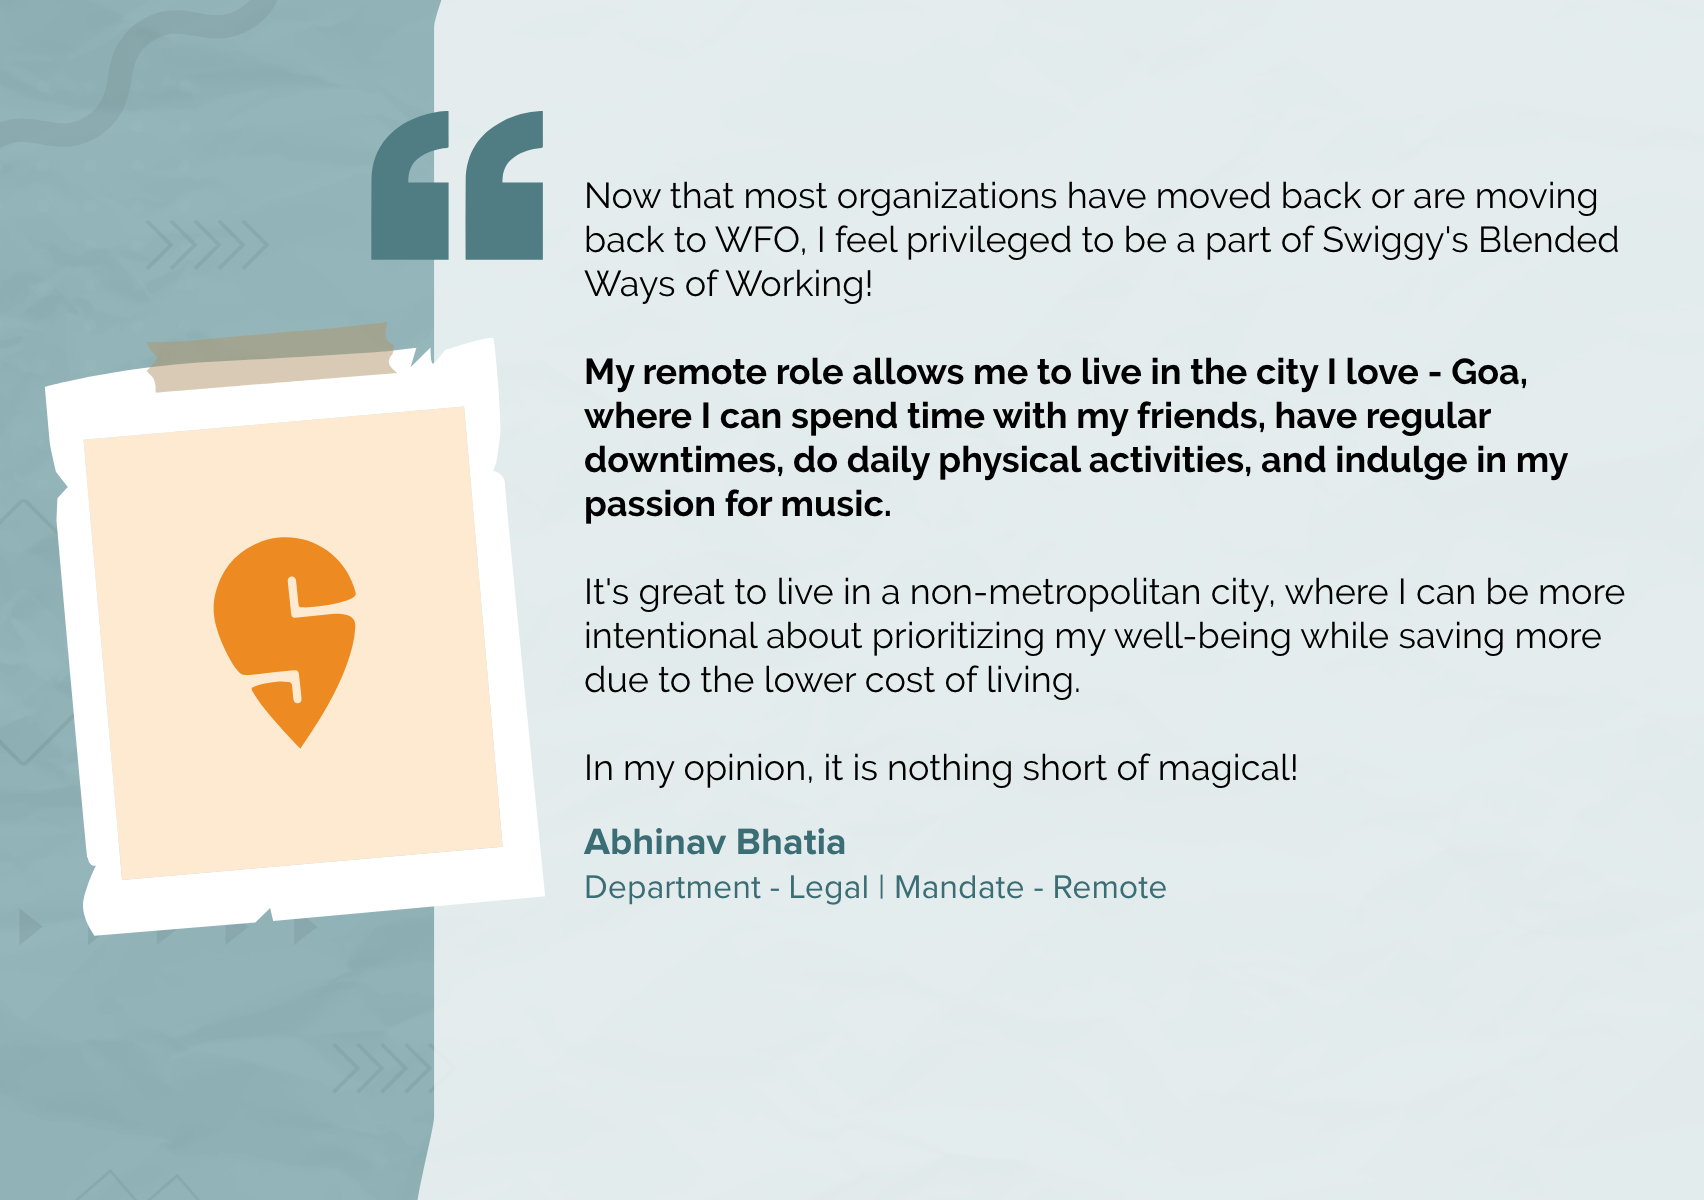 Now that most organizations have moved back or are moving
back to WFO, I feel privileged to be a part of Swiggy's Blended
Ways of Working!
My remote role allows me to live in the city I love - Goa,
where I can spend time with my friends, have regular
downtimes, do daily physical activities, and indulge in my
passion for music.
It's great to live in a non-metropolitan city, where I can be more
intentional about prioritizing my well-being while saving more
due to the lower cost of living.
In my opinion, it is nothing short of magical!
Abhinav Bhatia
Department - Legal | Mandate - Remote